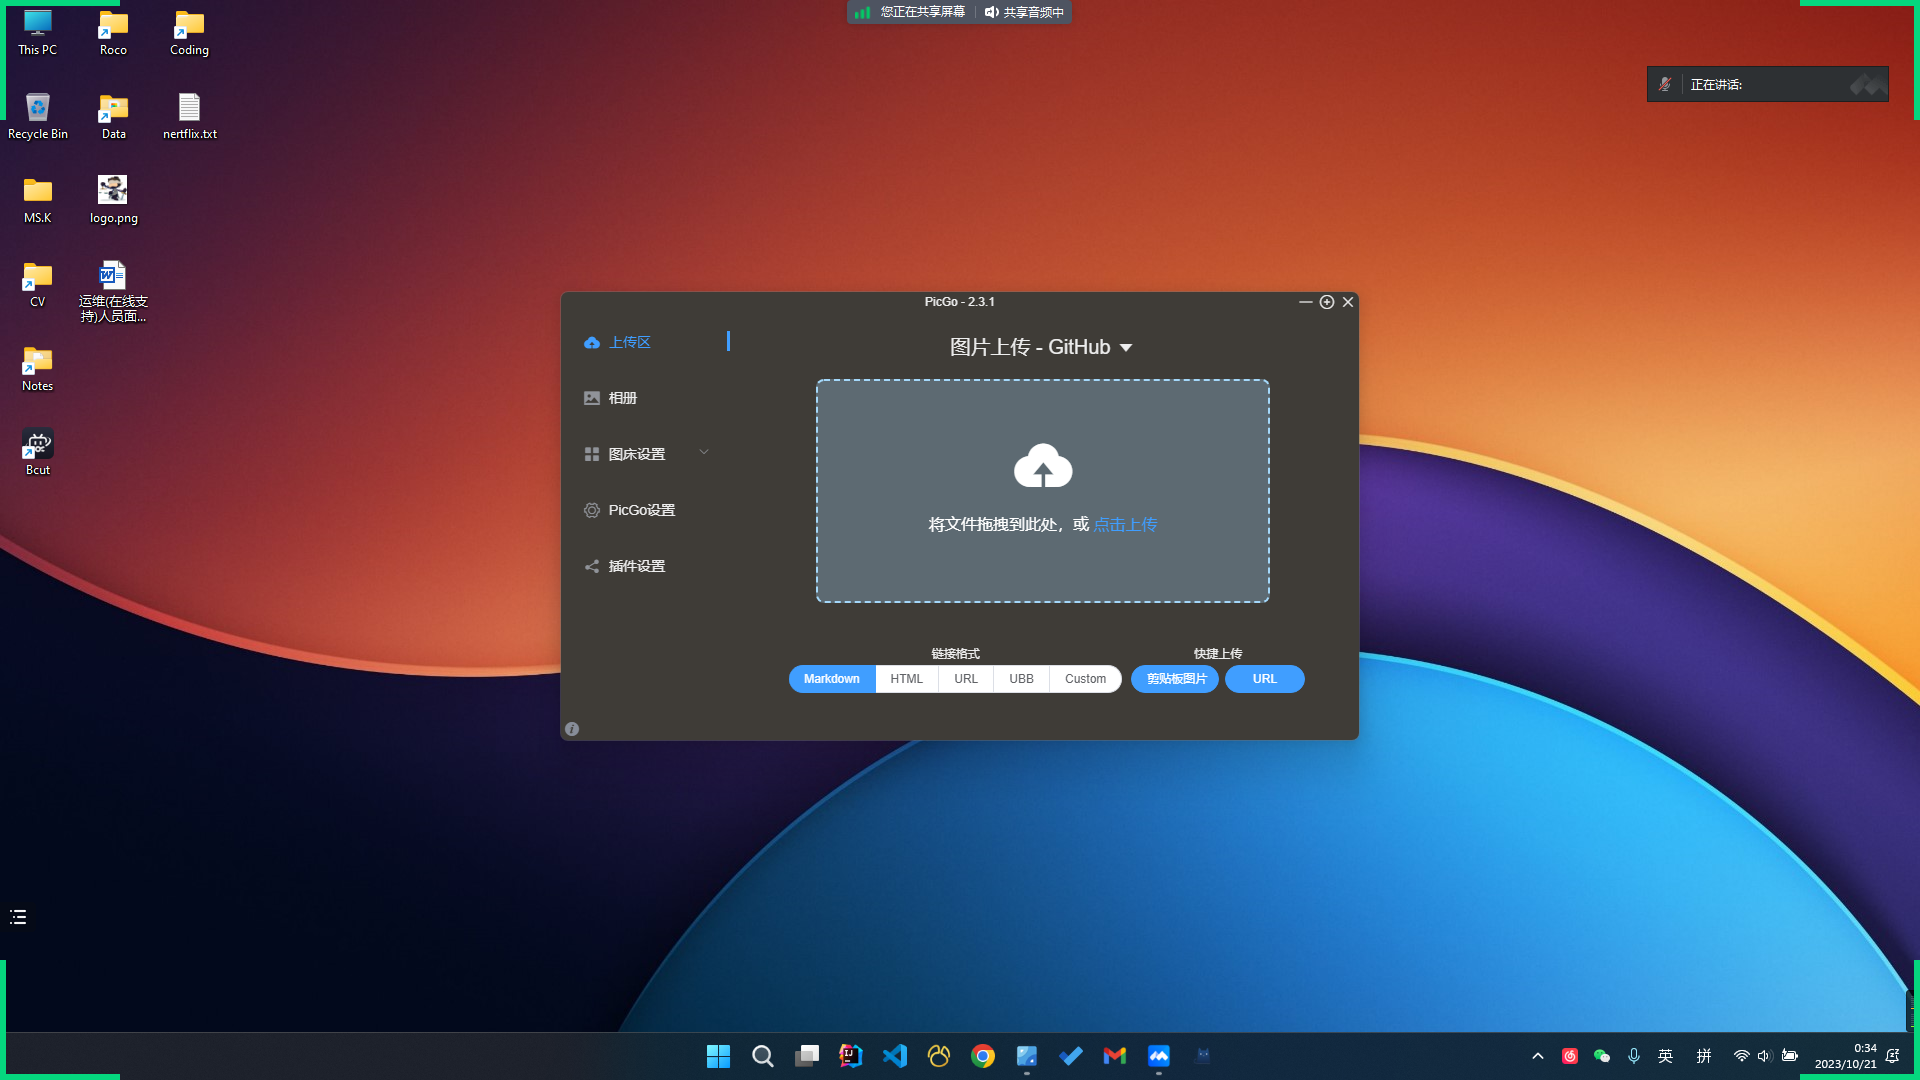 您正在共享屏幕
共享音频中
正在讲话:
This PC
Roco
Coding
Recycle Bin
Data
nertflix.txt
MS.K
logo.png
CV
运维(在线支
持)人员面...
Notes
Bcut
PicGo - 2.3.1
上传区
相册
图床设置
PicGo设置
插件设置
图片上传 - GitHub
将文件拖拽到此处，或 点击上传
链接格式
快捷上传
Markdown
HTML
URL
UBB
Custom
剪贴板图片
URL
英
拼
0:34
2023/10/21